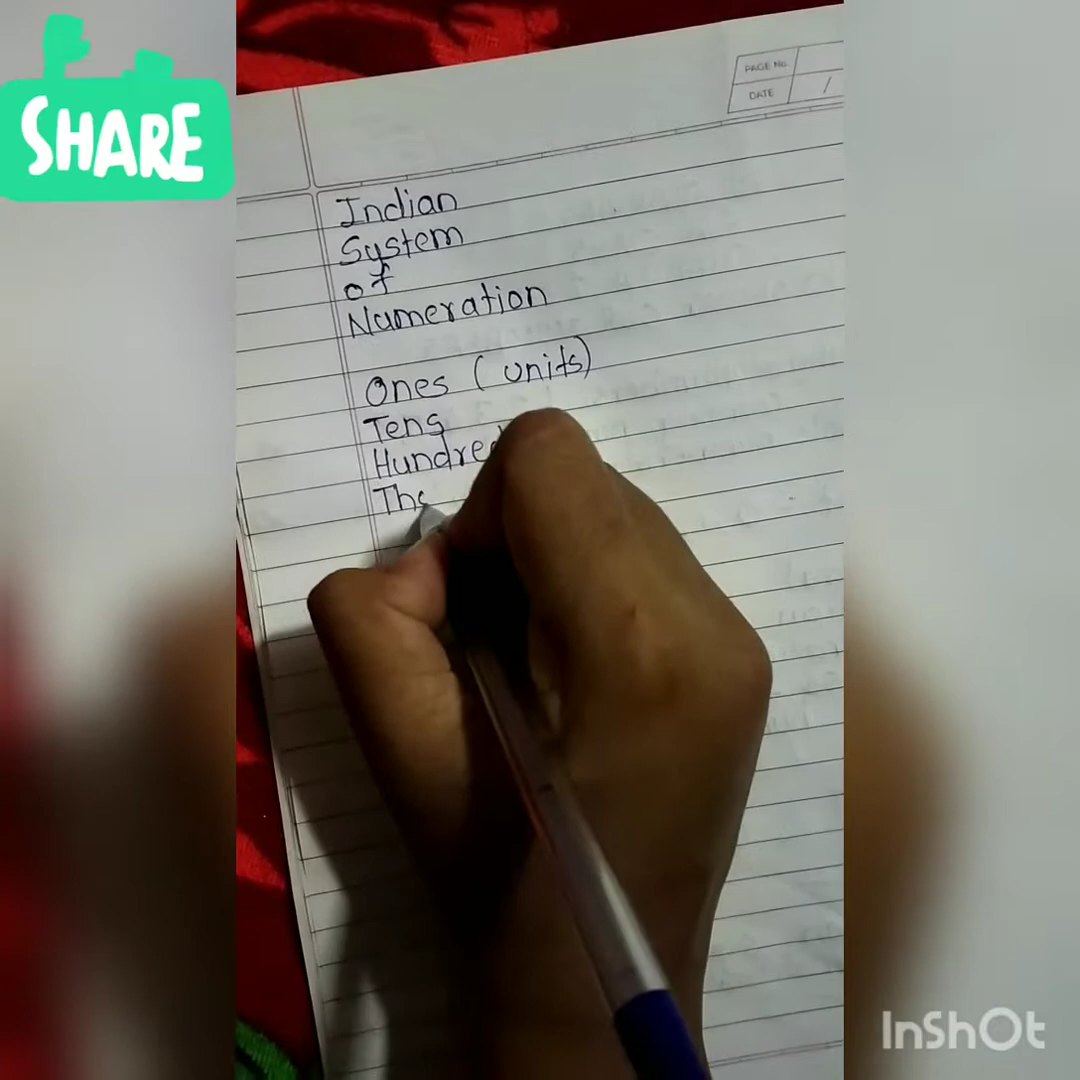 SHARE
PAGE No.
DATE /
Indian
System
of
Numeration
Ones (units)
Tens
InShOt